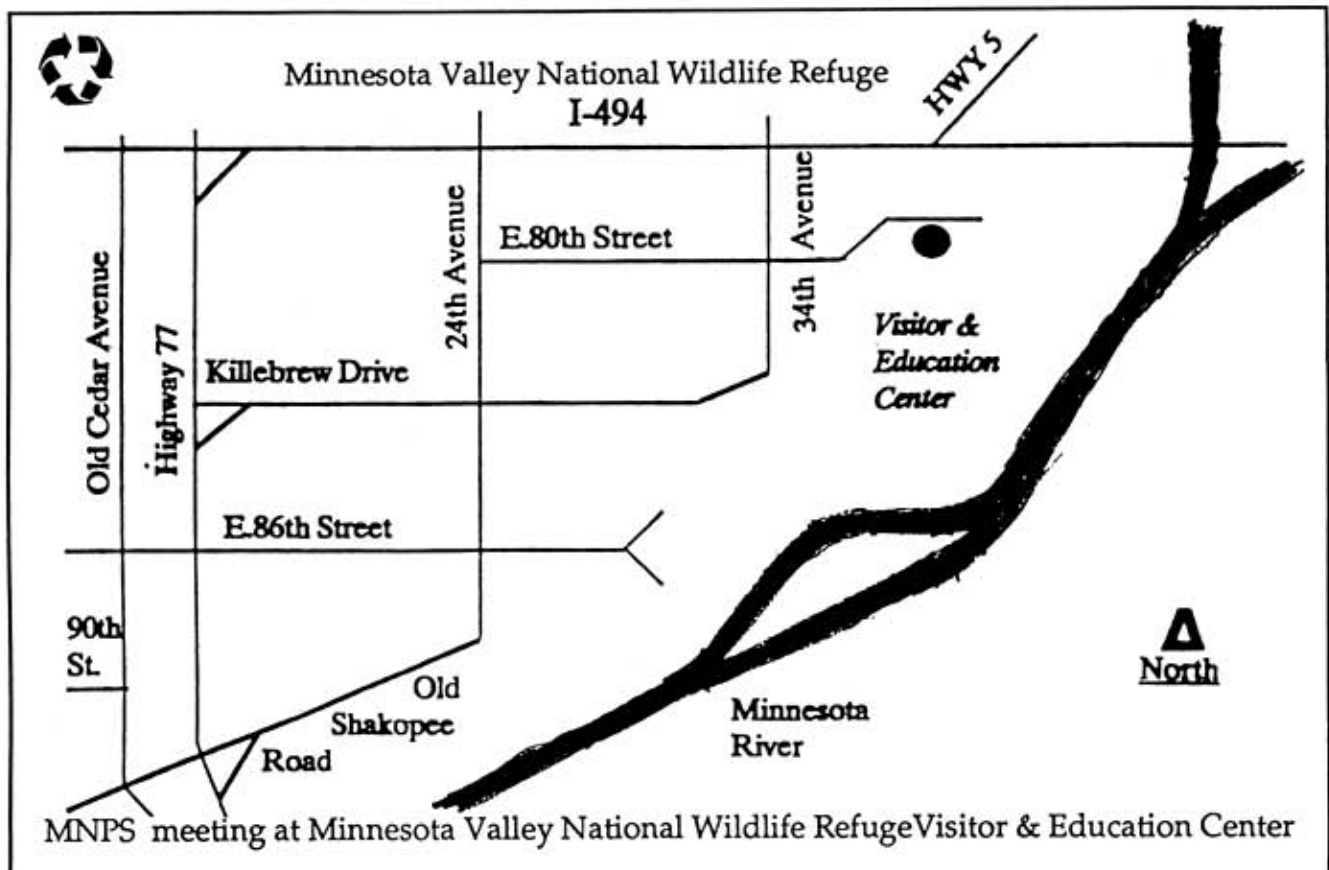 Minnesota Valley National Wildlife Refuge
I-494
HWY 5
Old Cedar Avenue
Highway 77
24th Avenue
34th Avenue
E.80th Street
Visitor &
Education
Center
Killebrew Drive
E.86th Street
90th
St.
Old
Shakopee
Road
Minnesota
River
North
MNPS meeting at Minnesota Valley National Wildlife RefugeVisitor & Education Center